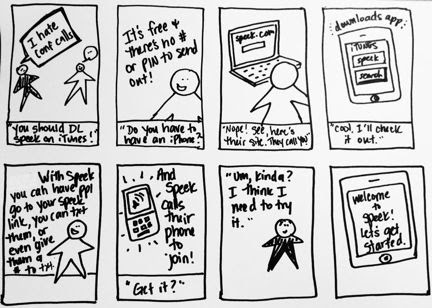 I hate
conf calls
"You should DL
speek on iTunes!"
It's free &
there's no #
or PIN to send
out!
"Do you have to
have an iPhone?"
speek.com
"Nope! See, here's
their site. They call you!"
*downloads app*
iTUNES
speek
search
"Cool. I'll check
it out."
With Speek
you can have ppl
go to your speek
link, you can txt
them, or
even give
them a
# to txt.
And
Speek
calls
their
phone to
join!
"Get it?"
"Um, kinda?
I think I
need to try
it."
welcome
to
Speek!
let's get
started.